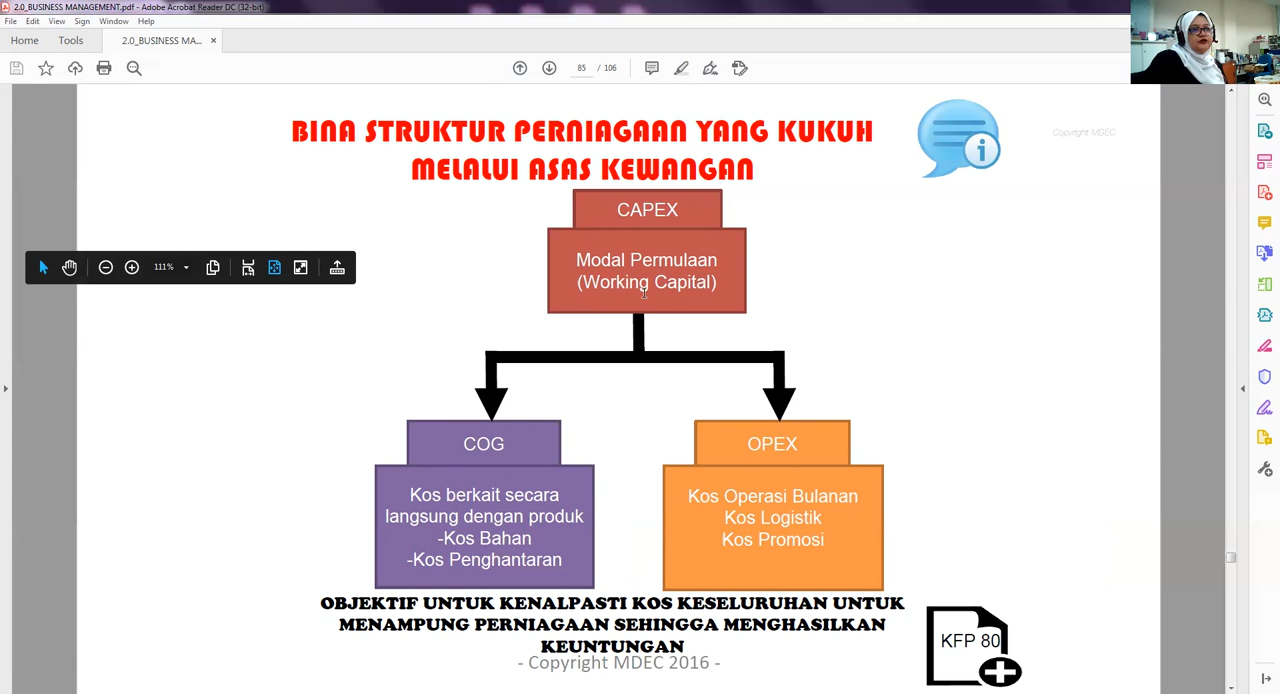 2.0_BUSINESS MANAGEMENT.pdf - Adobe Acrobat Reader DC (32-bit)
File Edit View Sign Window Help
Home Tools 2.0_BUSINESS MA... ×
85 / 106
BINA STRUKTUR PERNIAGAAN YANG KUKUH
MELALUI ASAS KEWANGAN
Copyright MDEC
CAPEX
Modal Permulaan
(Working Capital)
111%
COG
Kos berkait secara
langsung dengan produk
-Kos Bahan
-Kos Penghantaran
OPEX
Kos Operasi Bulanan
Kos Logistik
Kos Promosi
OBJEKTIF UNTUK KENALPASTI KOS KESELURUHAN UNTUK
MENAMPUNG PERNIAGAAN SEHINGGA MENGHASILKAN
KEUNTUNGAN
- Copyright MDEC 2016 -
KFP 80